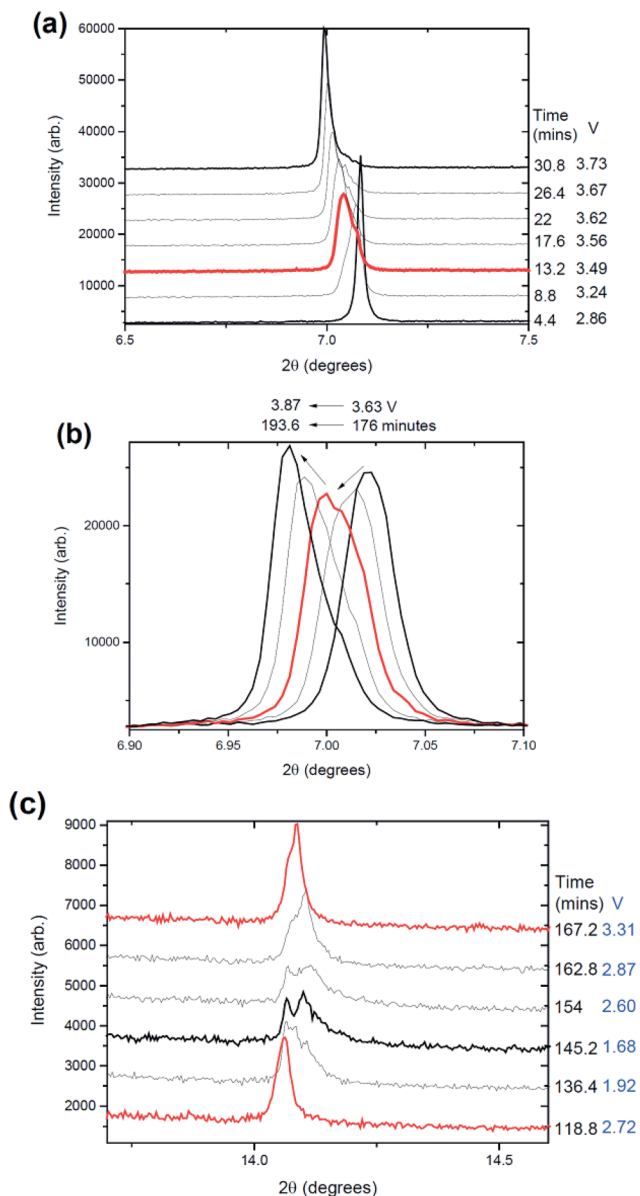 (a)
60000
50000
40000
30000
20000
10000
Intensity (arb.)
Time
(mins) V
30.8 3.73
26.4 3.67
22 3.62
17.6 3.56
13.2 3.49
8.8 3.24
4.4 2.86
6.5 7.0 7.5
2θ (degrees)
(b)
3.87 3.63 V
193.6 176 minutes
20000
10000
Intensity (arb.)
6.90 6.95 7.00 7.05 7.10
2θ (degrees)
(c)
9000
8000
7000
6000
5000
4000
3000
2000
Intensity (arb.)
Time
(mins) V
167.2 3.31
162.8 2.87
154 2.60
145.2 1.68
136.4 1.92
118.8 2.72
14.0 14.5
2θ (degrees)